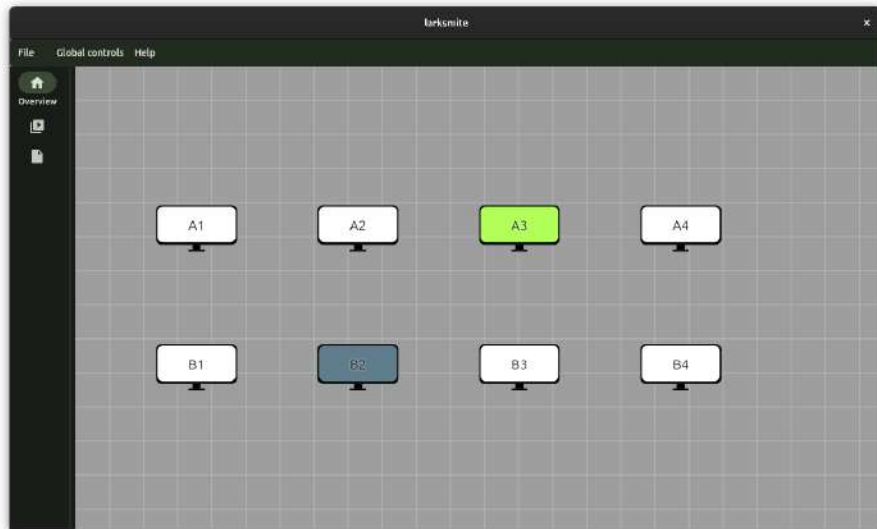 larksmite
x
File Global controls Help
Overview
A1 A2 A3 A4
B1 B2 B3 B4